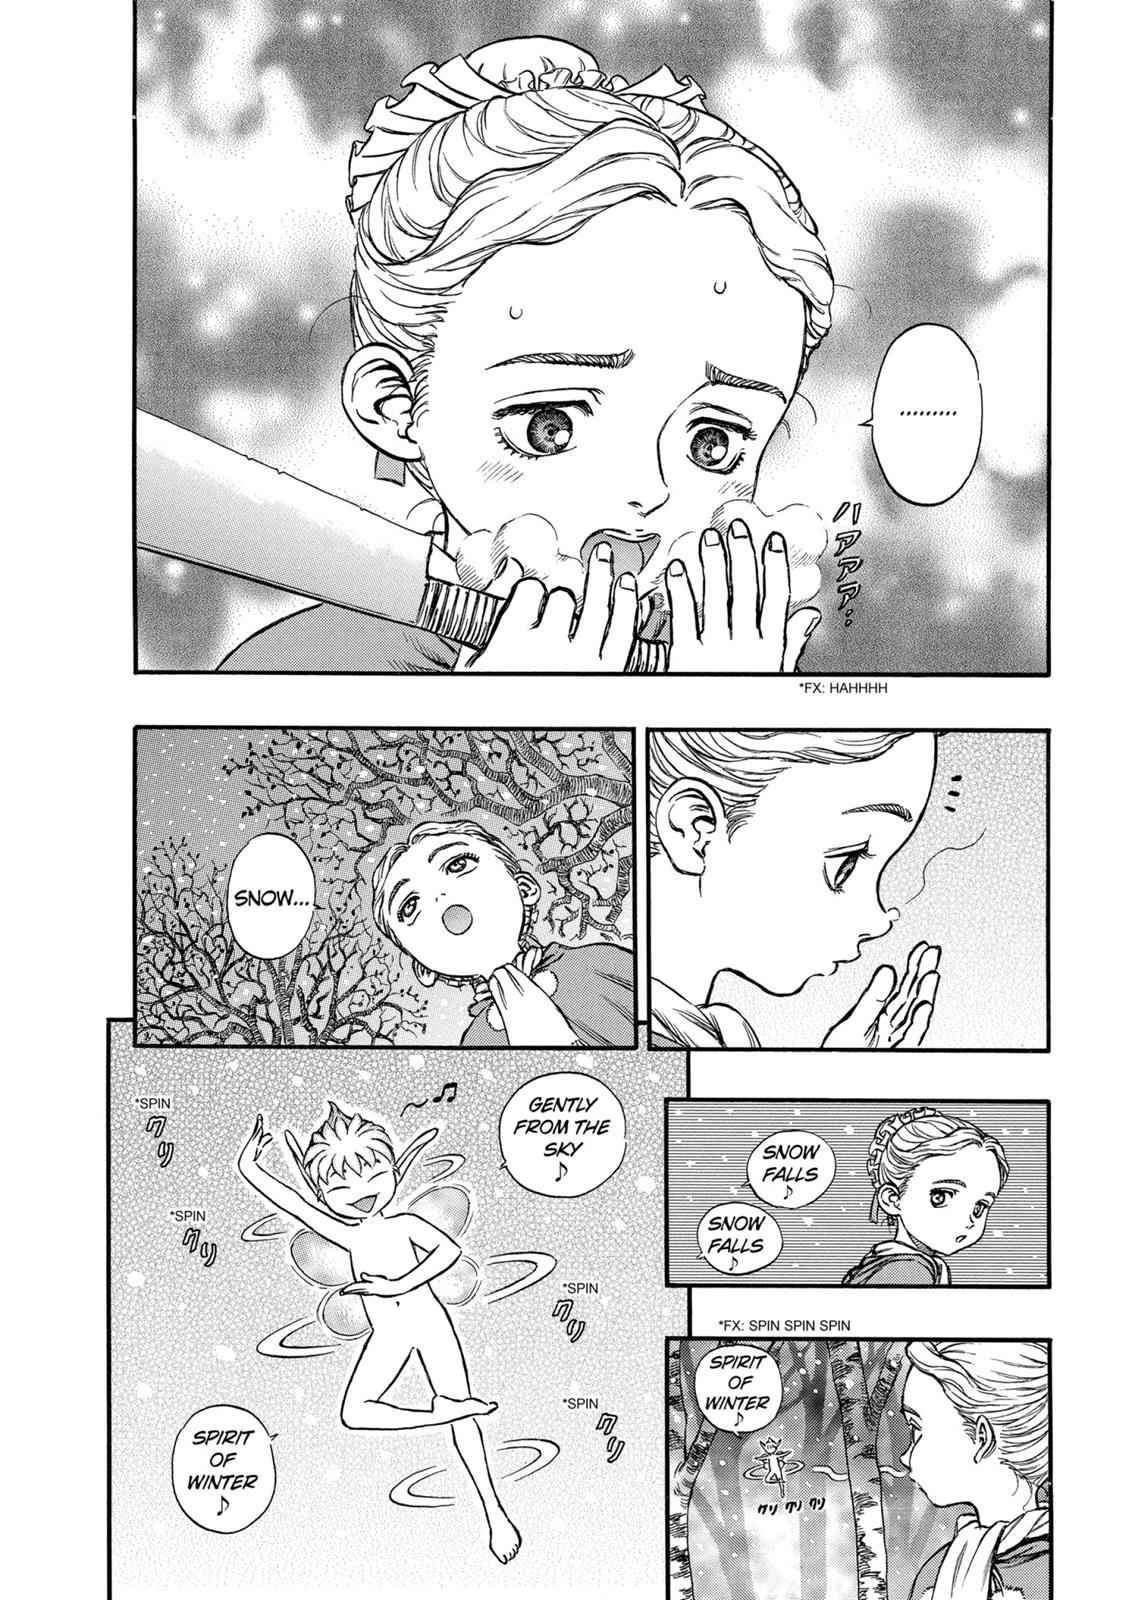 .........
ハアアア…
*FX: HAHHHH
SNOW...
SNOW
FALLS
♪
SNOW
FALLS
♪
*FX: SPIN SPIN SPIN
SPIRIT
OF
WINTER
♪
クリ クリ クリ
GENTLY
FROM THE
SKY
♪
*SPIN
クリ
*SPIN
クリ
*SPIN
クリ
*SPIN
クリ
SPIRIT
OF
WINTER
♪